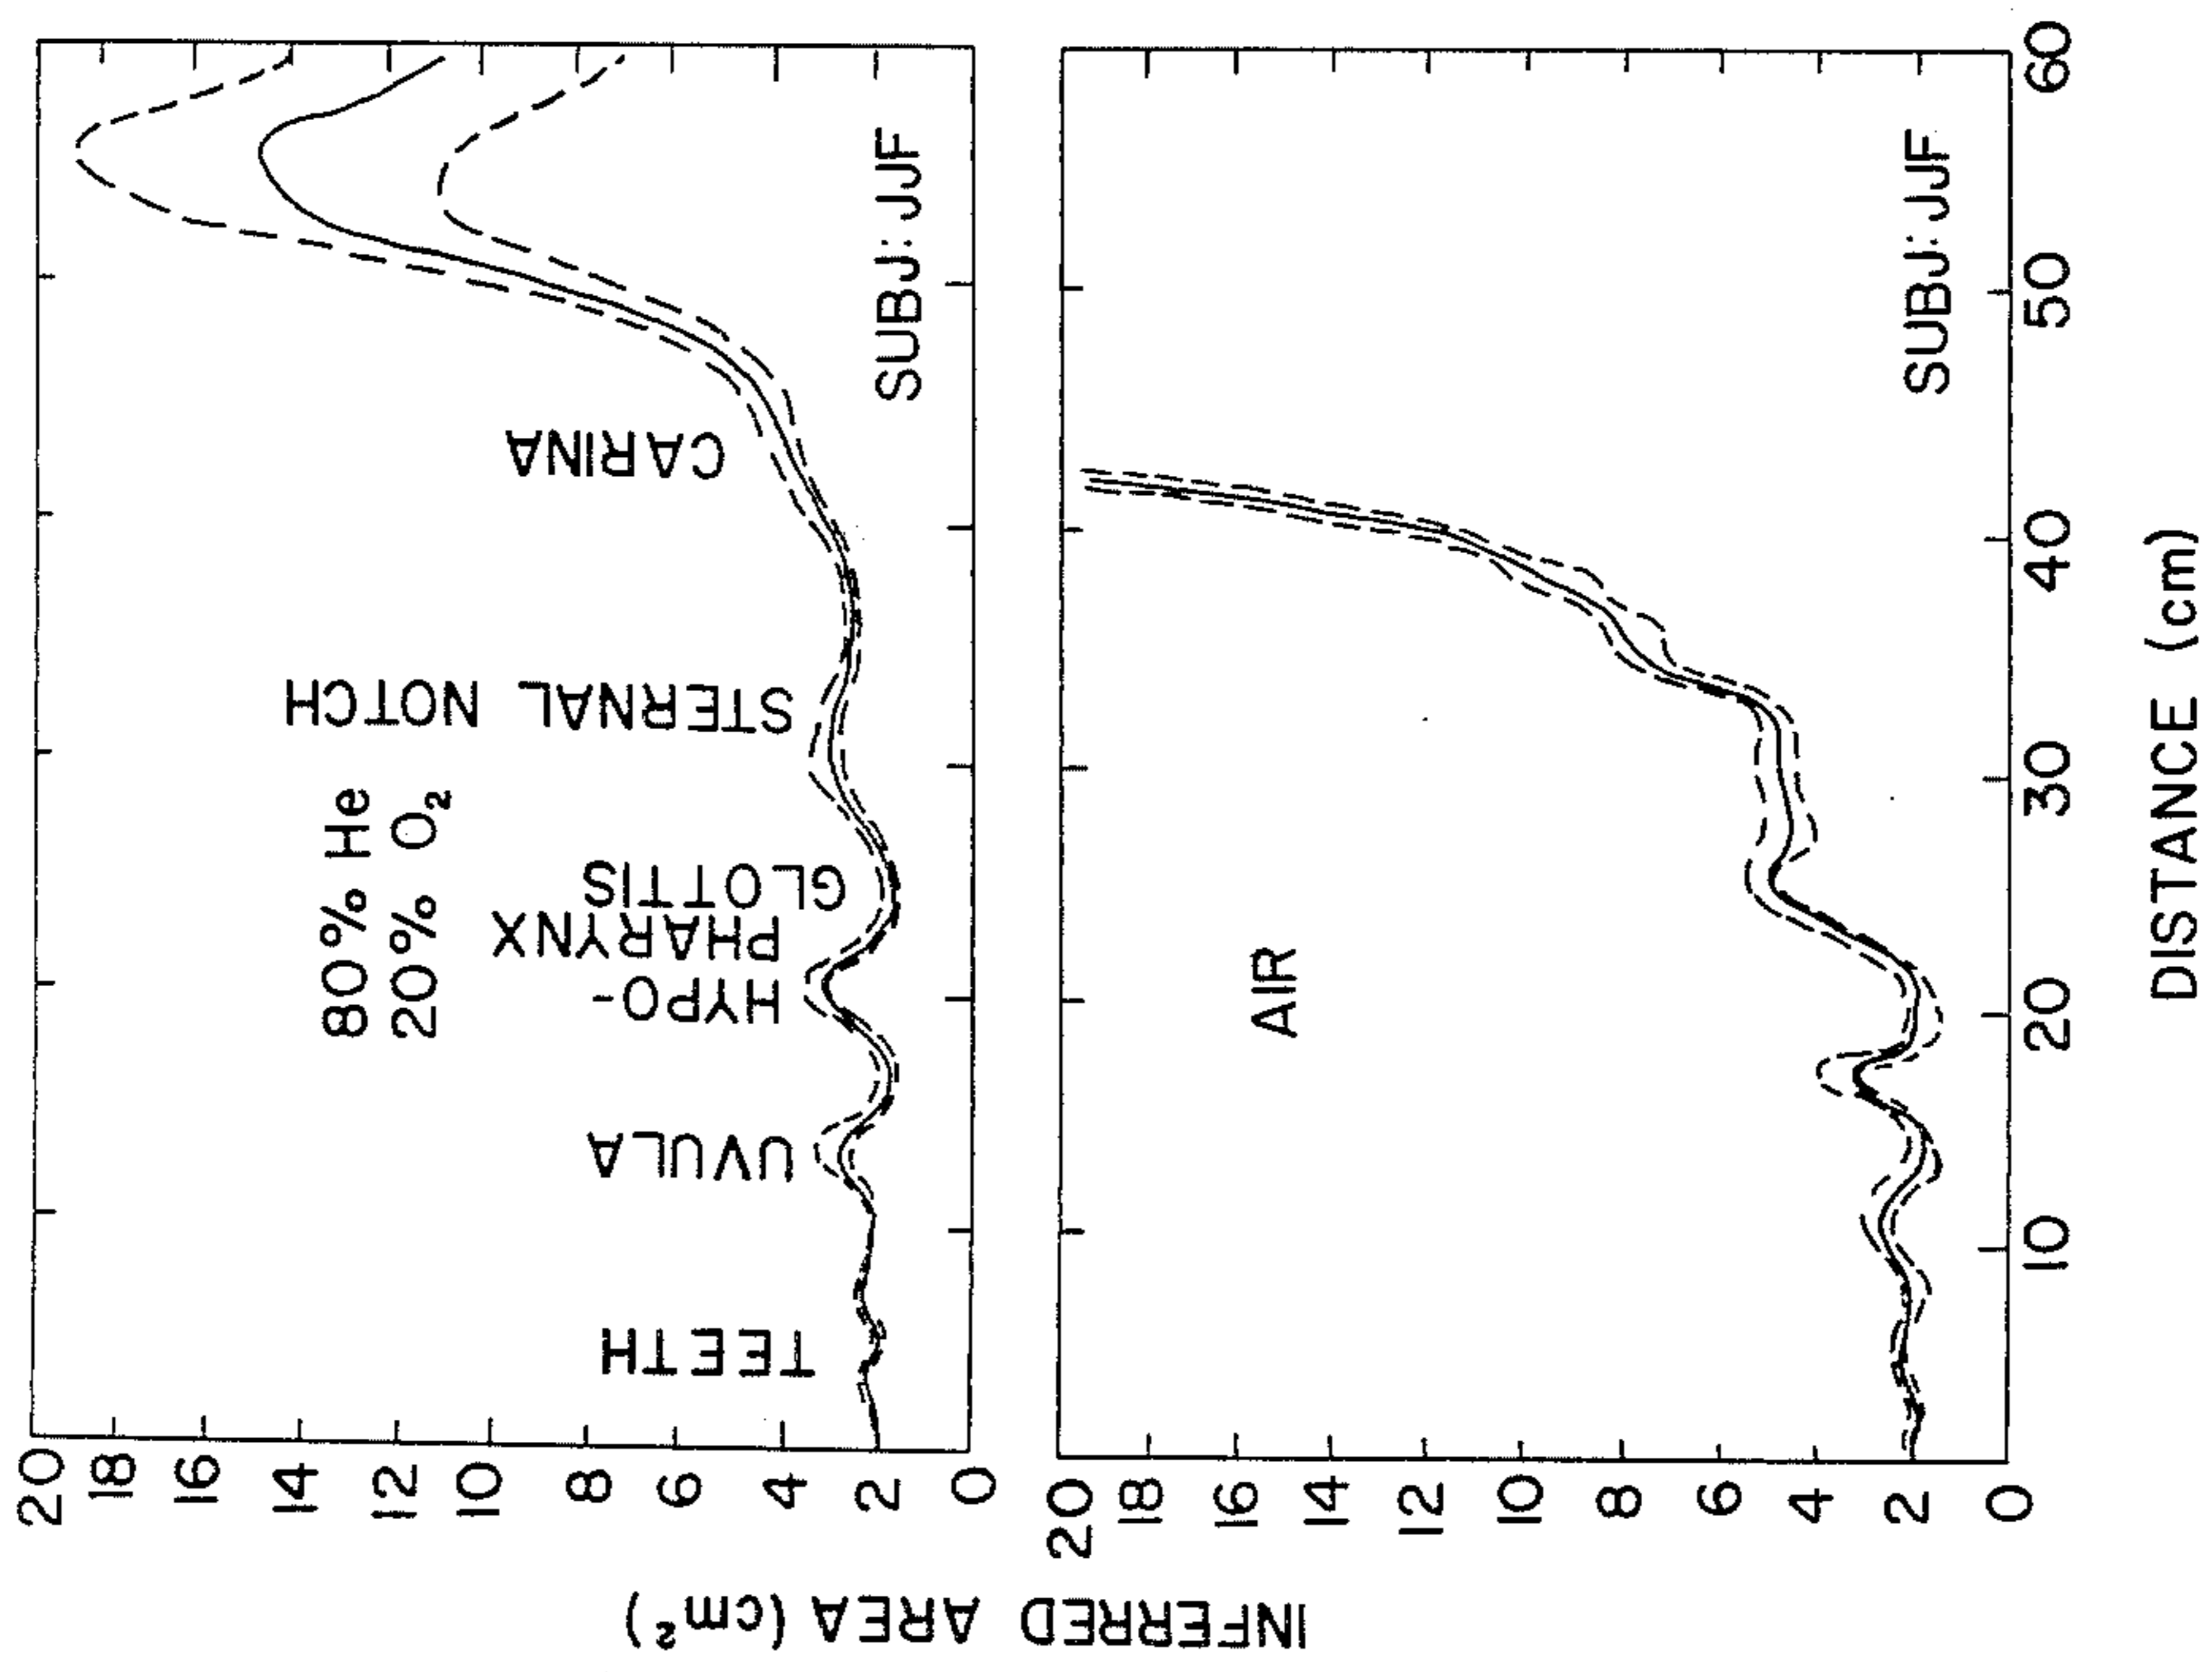 INFERRED AREA (cm²)
20
18
16
14
12
10
8
6
4
2
0
80% He
20% O₂
TEETH
UVULA
HYPO-
PHARYNX
GLOTTIS
STERNAL NOTCH
CARINA
SUBJ: JJF
20
18
16
14
12
10
8
6
4
2
0
AIR
SUBJ: JJF
10
20
30
40
50
60
DISTANCE (cm)